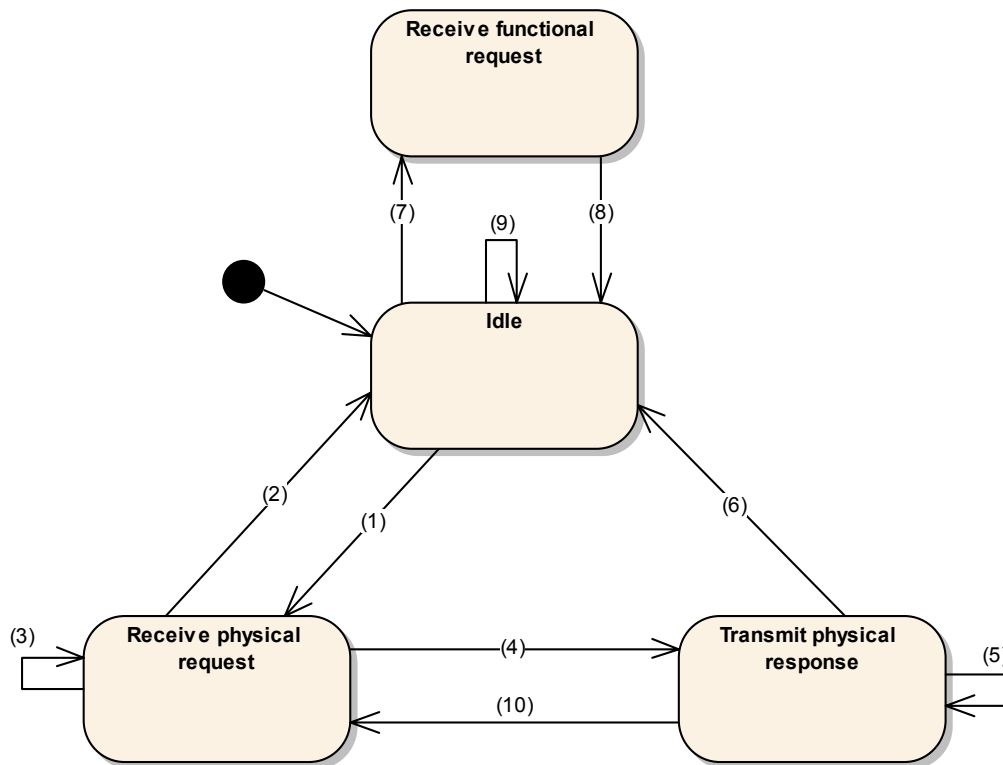 Receive functional
request
(7)
(8)
(9)
Idle
(2)
(1)
(6)
(3)
Receive physical
request
(4)
(10)
Transmit physical
response
(5)